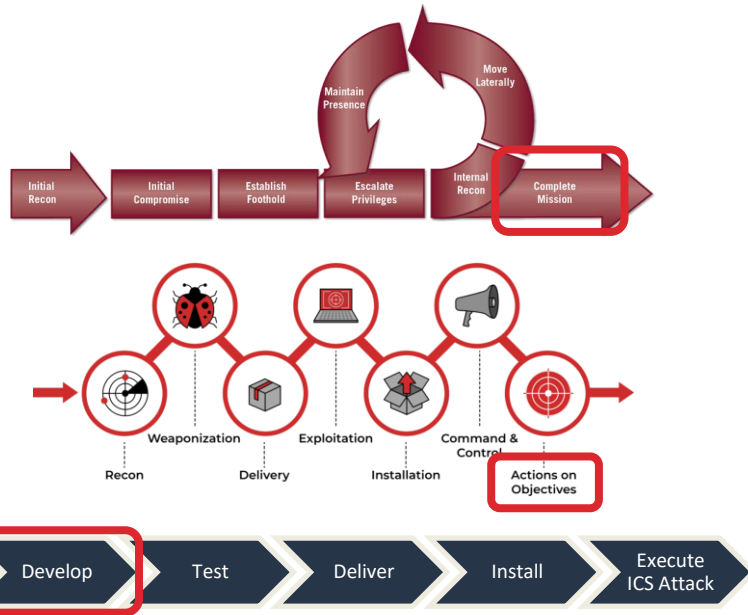 Maintain
Presence
Move
Laterally
Initial
Recon
Initial
Compromise
Establish
Foothold
Escalate
Privileges
Internal
Recon
Complete
Mission
Weaponization
Exploitation
Command &
Control
Recon
Delivery
Installation
Actions on
Objectives
Develop
Test
Deliver
Install
Execute
ICS Attack